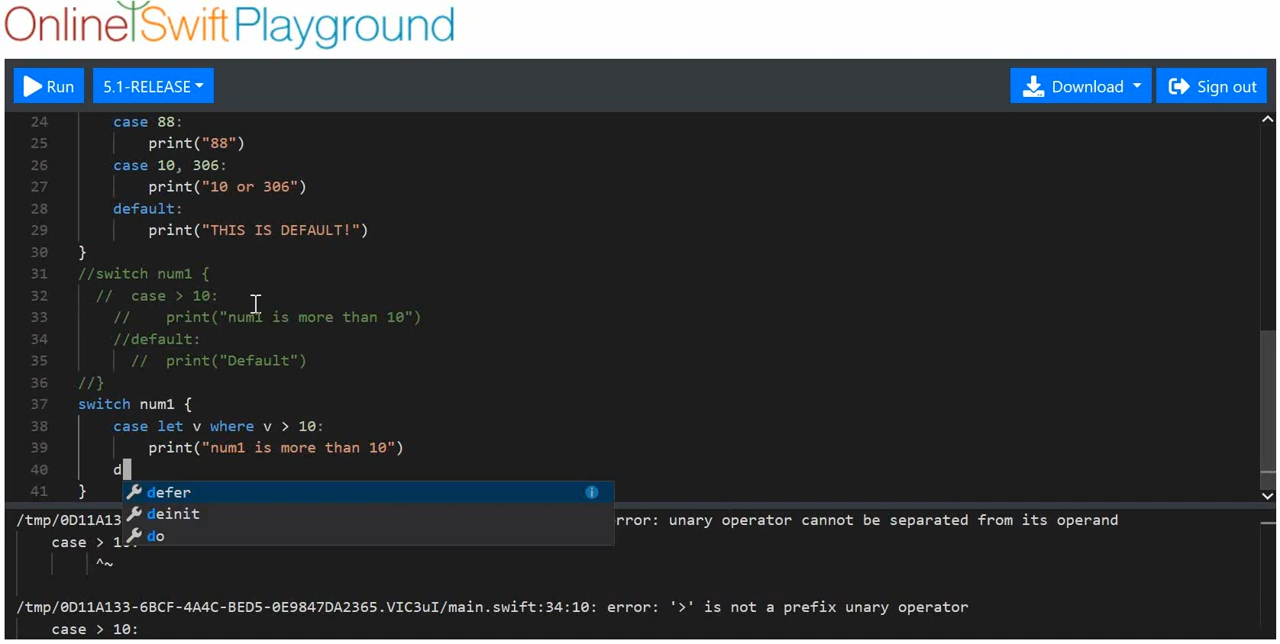 OnlineSwiftPlayground
Run 5.1-RELEASE Download Sign out
24 case 88:
25 print("88")
26 case 10, 306:
27 print("10 or 306")
28 default:
29 print("THIS IS DEFAULT!")
30 }
31 //switch num1 {
32 // case > 10:
33 // print("num1 is more than 10")
34 //default:
35 // print("Default")
36 //}
37 switch num1 {
38 case let v where v > 10:
39 print("num1 is more than 10")
40 d
41 }
defer
deinit
do
/tmp/0D11A13 rror: unary operator cannot be separated from its operand
case > 1
^~
/tmp/0D11A133-6BCF-4A4C-BED5-0E9847DA2365.VIC3uI/main.swift:34:10: error: '>' is not a prefix unary operator
case > 10: